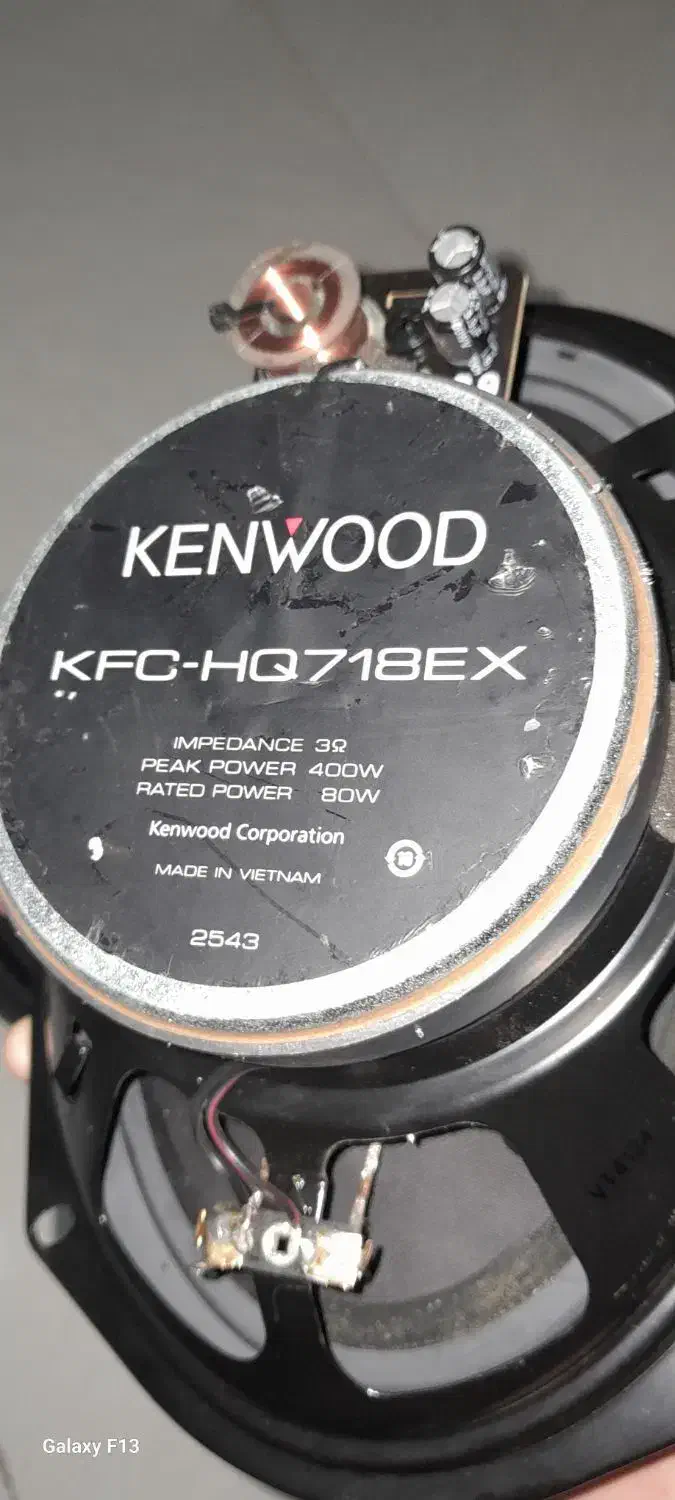 KENWOOD
KFC-HQ718EX
IMPEDANCE 3Ω
PEAK POWER 400W
RATED POWER 80W
Kenwood Corporation
MADE IN VIETNAM
2543
Galaxy F13